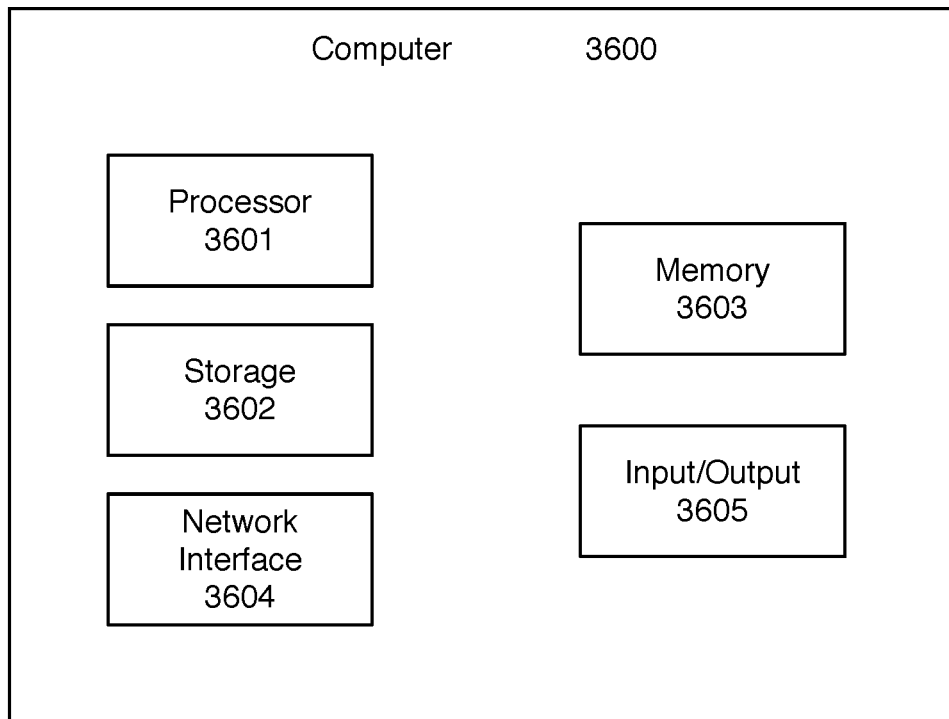 Computer 3600
Processor
3601
Storage
3602
Network
Interface
3604
Memory
3603
Input/Output
3605